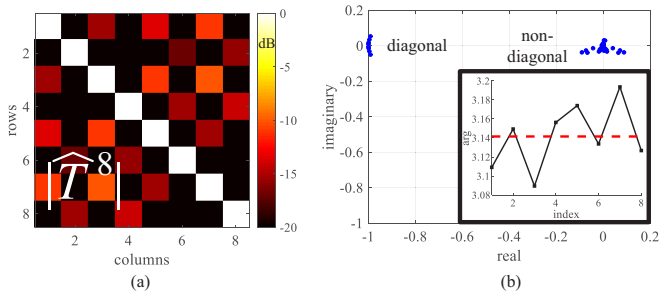 0
dB
-5
-10
-15
-20
2
4
6
8
rows
|T̂^8|
2 4 6 8
columns
(a)
0.2
0
-0.2
-0.4
-0.6
-0.8
-1
imaginary
diagonal
non-
diagonal
3.2
3.18
3.16
3.14
3.12
3.1
3.08
arg
2 4 6 8
index
-1 -0.8 -0.6 -0.4 -0.2 0 0.2
real
(b)